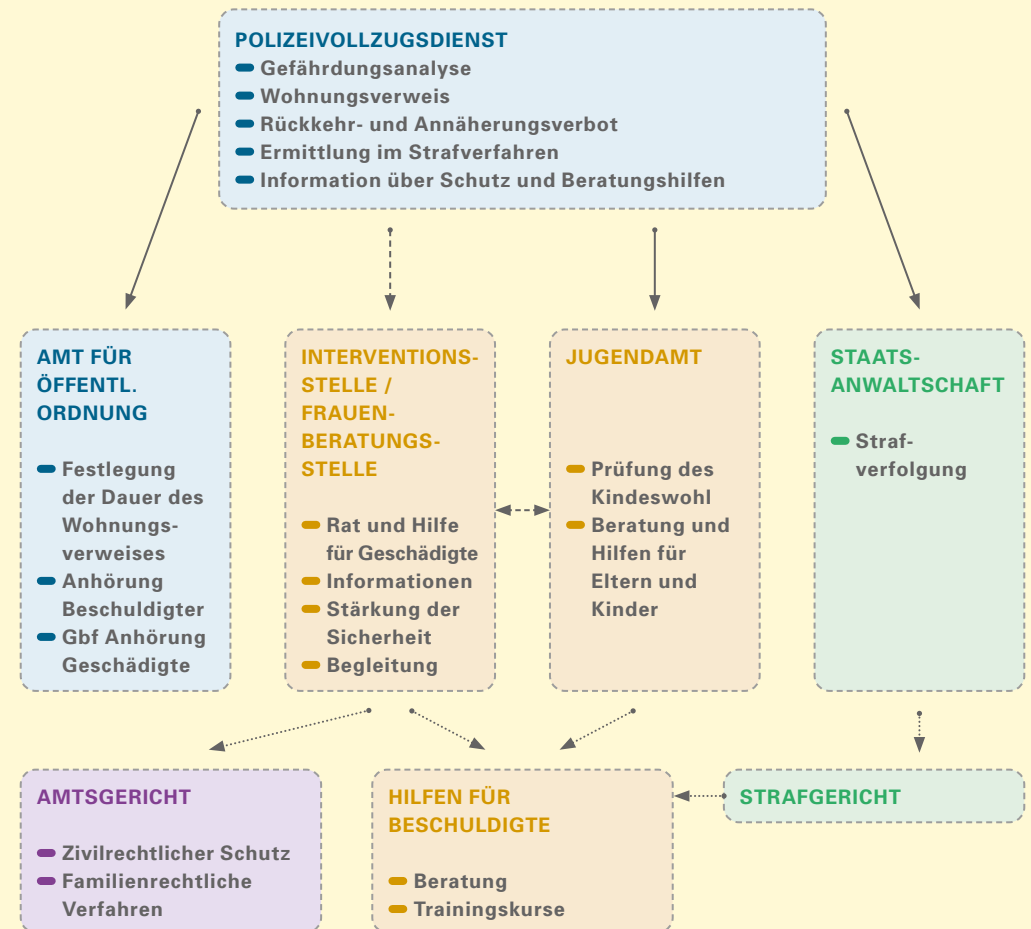 POLIZEIVOLLZUGSDIENST
Gefährdungsanalyse
Wohnungsverweis
Rückkehr- und Annäherungsverbot
Ermittlung im Strafverfahren
Information über Schutz und Beratungshilfen
AMT FÜR
ÖFFENTL.
ORDNUNG
Festlegung
der Dauer des
Wohnungs-
verweises
Anhörung
Beschuldigter
Gbf Anhörung
Geschädigte
INTERVENTIONS-
STELLE /
FRAUEN-
BERATUNGS-
STELLE
Rat und Hilfe
für Geschädigte
Informationen
Stärkung der
Sicherheit
Begleitung
JUGENDAMT
Prüfung des
Kindeswohl
Beratung und
Hilfen für
Eltern und
Kinder
STAATS-
ANWALTSCHAFT
Straf-
verfolgung
AMTSGERICHT
Zivilrechtlicher Schutz
Familienrechtliche
Verfahren
HILFEN FÜR
BESCHULDIGTE
Beratung
Trainingskurse
STRAFGERICHT